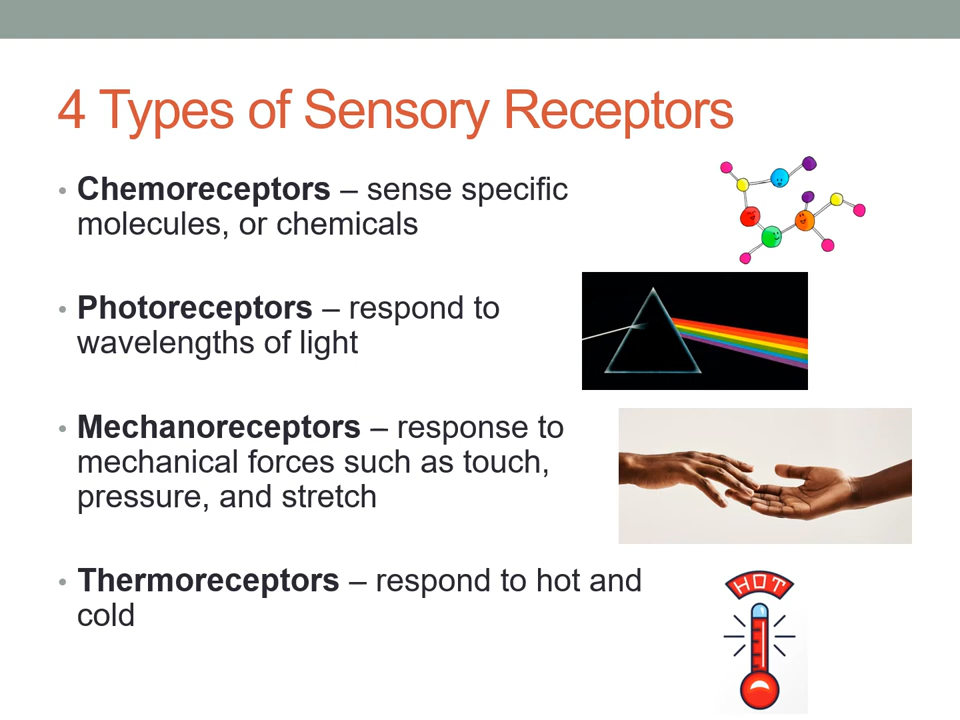 4 Types of Sensory Receptors
• Chemoreceptors – sense specific
molecules, or chemicals
• Photoreceptors – respond to
wavelengths of light
• Mechanoreceptors – response to
mechanical forces such as touch,
pressure, and stretch
• Thermoreceptors – respond to hot and
cold
HOT